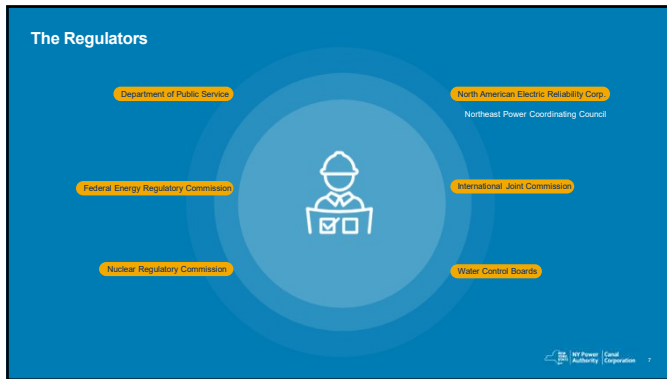 The Regulators
Department of Public Service
North American Electric Reliability Corp.
Northeast Power Coordinating Council
Federal Energy Regulatory Commission
International Joint Commission
Nuclear Regulatory Commission
Water Control Boards
NY Power Authority
Canal Corporation
7